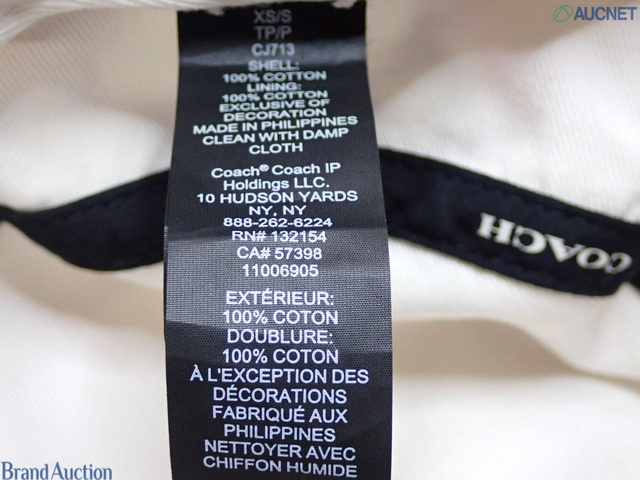 AUCNET
XS/S
TP/P
CJ713
SHELL:
100% COTTON
LINING:
100% COTTON
EXCLUSIVE OF
DECORATION
MADE IN PHILIPPINES
CLEAN WITH DAMP
CLOTH
Coach® Coach IP
Holdings LLC.
10 HUDSON YARDS
NY, NY
888-262-6224
RN# 132154
CA# 57398
11006905
EXTÉRIEUR:
100% COTON
DOUBLURE:
100% COTON
À L'EXCEPTION DES
DÉCORATIONS
FABRIQUÉ AUX
PHILIPPINES
NETTOYER AVEC
CHIFFON HUMIDE
COACH
Brand Auction